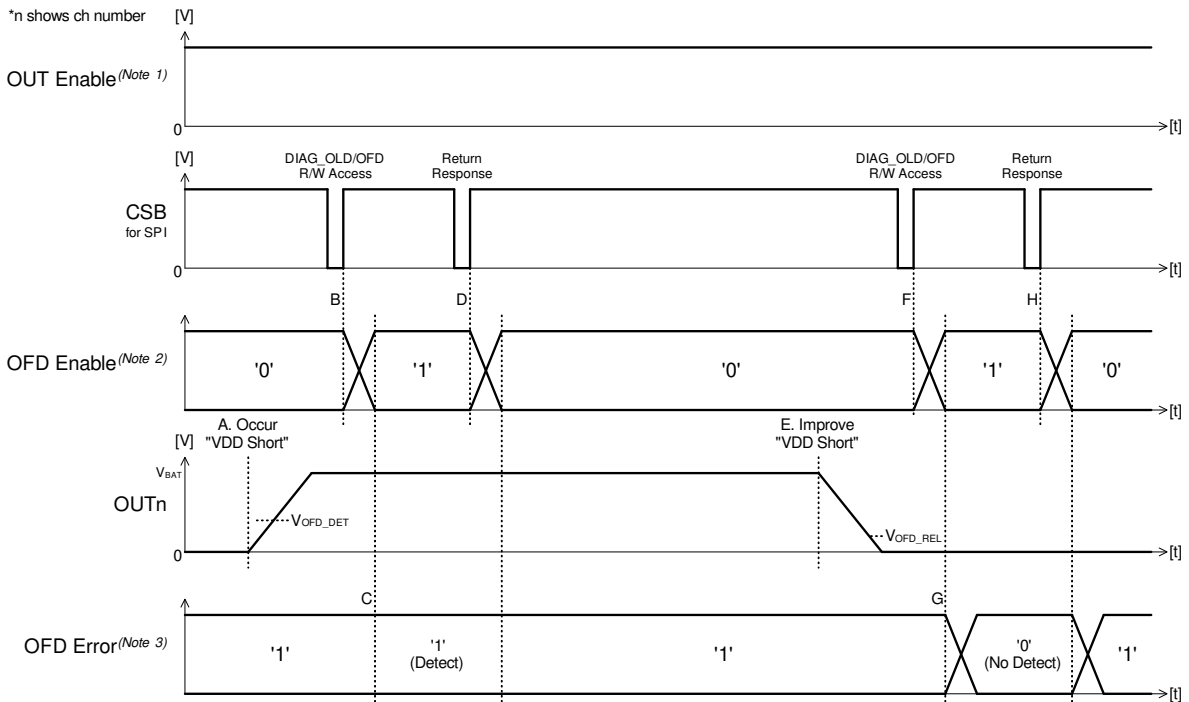 *n shows ch number
[V]
OUT Enable(Note 1)
0
[t]
[V]
DIAG_OLD/OFD
R/W Access
Return
Response
DIAG_OLD/OFD
R/W Access
Return
Response
CSB
for SPI
0
[t]
B
D
F
H
OFD Enable(Note 2)
'0'
'1'
'0'
'1'
'0'
[t]
A. Occur
"VDD Short"
E. Improve
"VDD Short"
[V]
VBAT
OUTn
VOFD_DET
VOFD_REL
0
[t]
C
G
OFD Error(Note 3)
'1'
'1'
(Detect)
'1'
'0'
(No Detect)
'1'
[t]